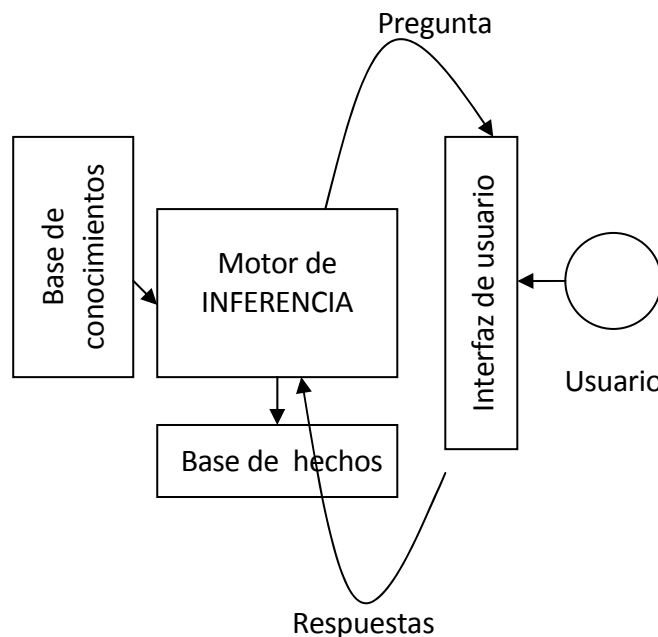 Pregunta
Base de
conocimientos
Motor de
INFERENCIA
Interfaz de usuario
Usuario
Base de hechos
Respuestas